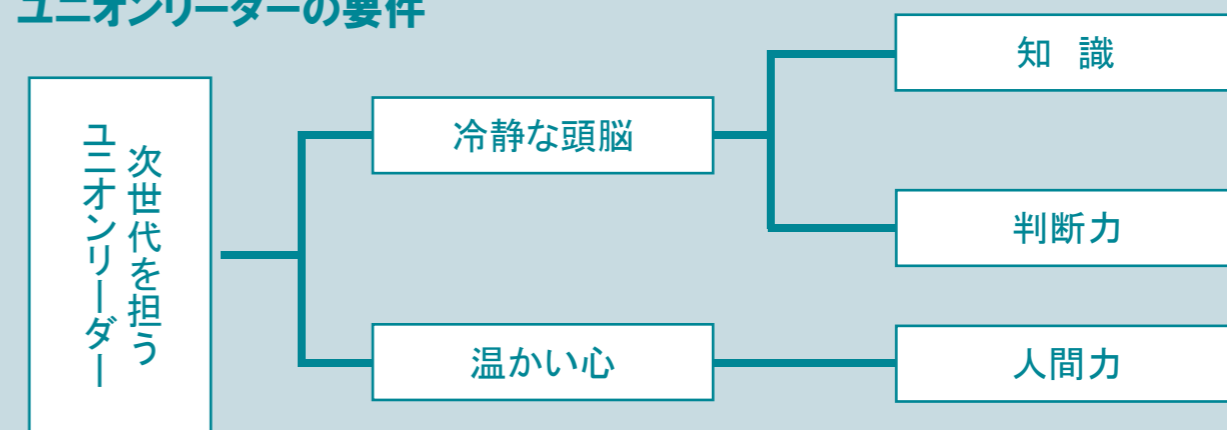 ユニオンリーダーの要件
次世代を担う
ユニオンリーダー
冷静な頭脳
温かい心
知 識
判断力
人間力